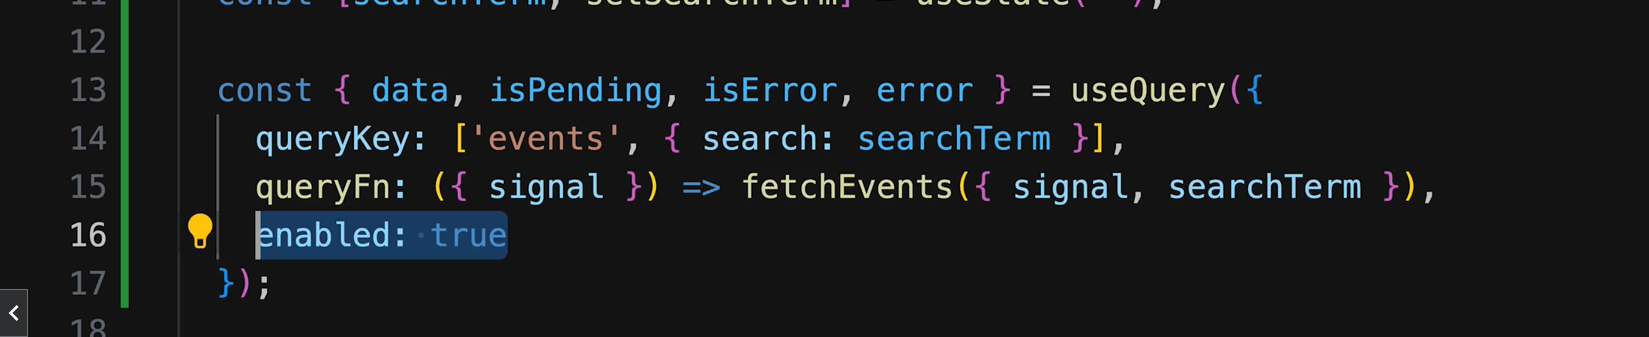 11 const [searchTerm, setSearchTerm] = useState('');
12
13 const { data, isPending, isError, error } = useQuery({
14 queryKey: ['events', { search: searchTerm }],
15 queryFn: ({ signal }) => fetchEvents({ signal, searchTerm }),
16 enabled: true
17 });
18